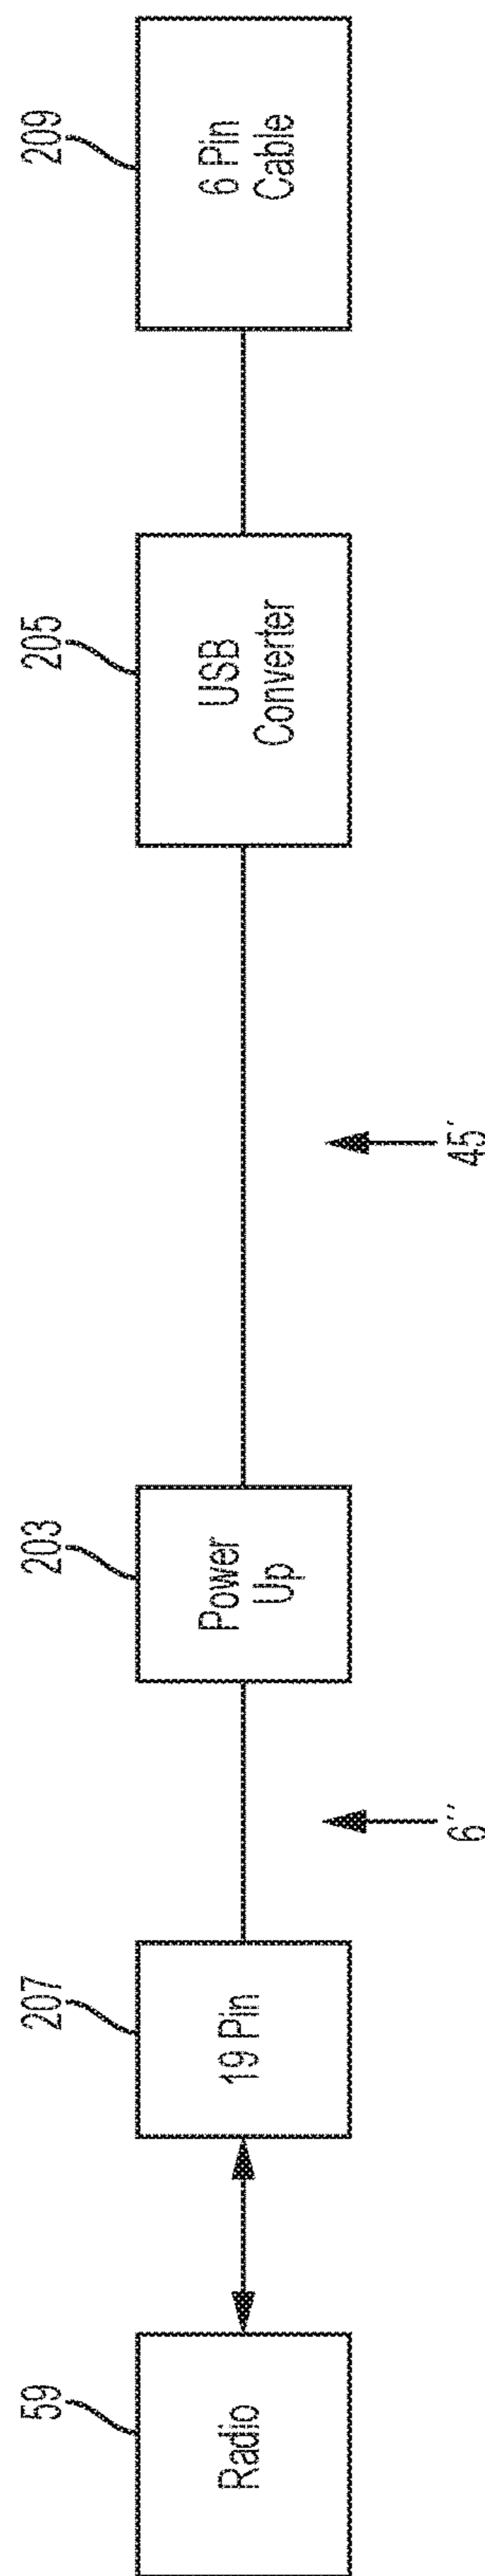 59
Radio
207
19 Pin
6''
203
Power
Up
45'
205
USB
Converter
209
6 Pin
Cable